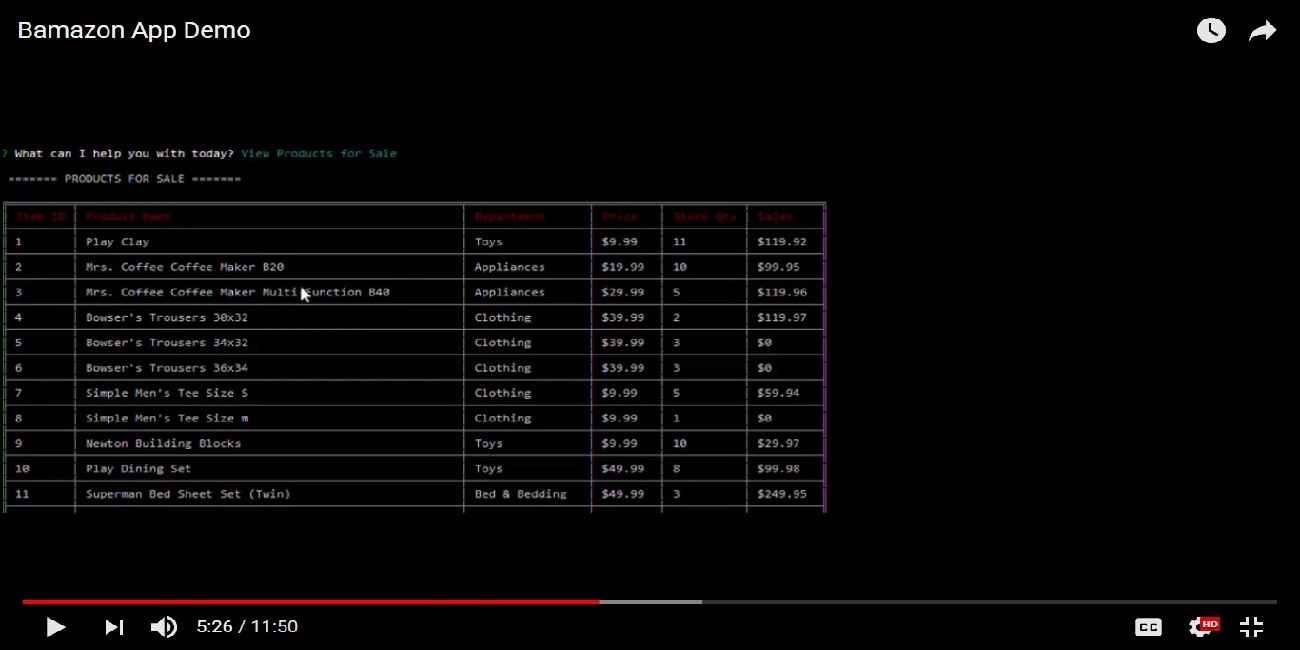 Bamazon App Demo
? What can I help you with today? View Products for Sale
======= PRODUCTS FOR SALE =======
Item ID Product Name Department Price Stock Qty Sales
1 Play Clay Toys $9.99 11 $119.92
2 Mrs. Coffee Coffee Maker B20 Appliances $19.99 10 $99.95
3 Mrs. Coffee Coffee Maker Multi-Function B40 Appliances $29.99 5 $119.96
4 Bowser's Trousers 30x32 Clothing $39.99 2 $119.97
5 Bowser's Trousers 34x32 Clothing $39.99 3 $0
6 Bowser's Trousers 36x34 Clothing $39.99 3 $0
7 Simple Men's Tee Size S Clothing $9.99 5 $59.94
8 Simple Men's Tee Size m Clothing $9.99 1 $0
9 Newton Building Blocks Toys $9.99 10 $29.97
10 Play Dining Set Toys $49.99 8 $99.98
11 Superman Bed Sheet Set (Twin) Bed & Bedding $49.99 3 $249.95
5:26 / 11:50 CC HD